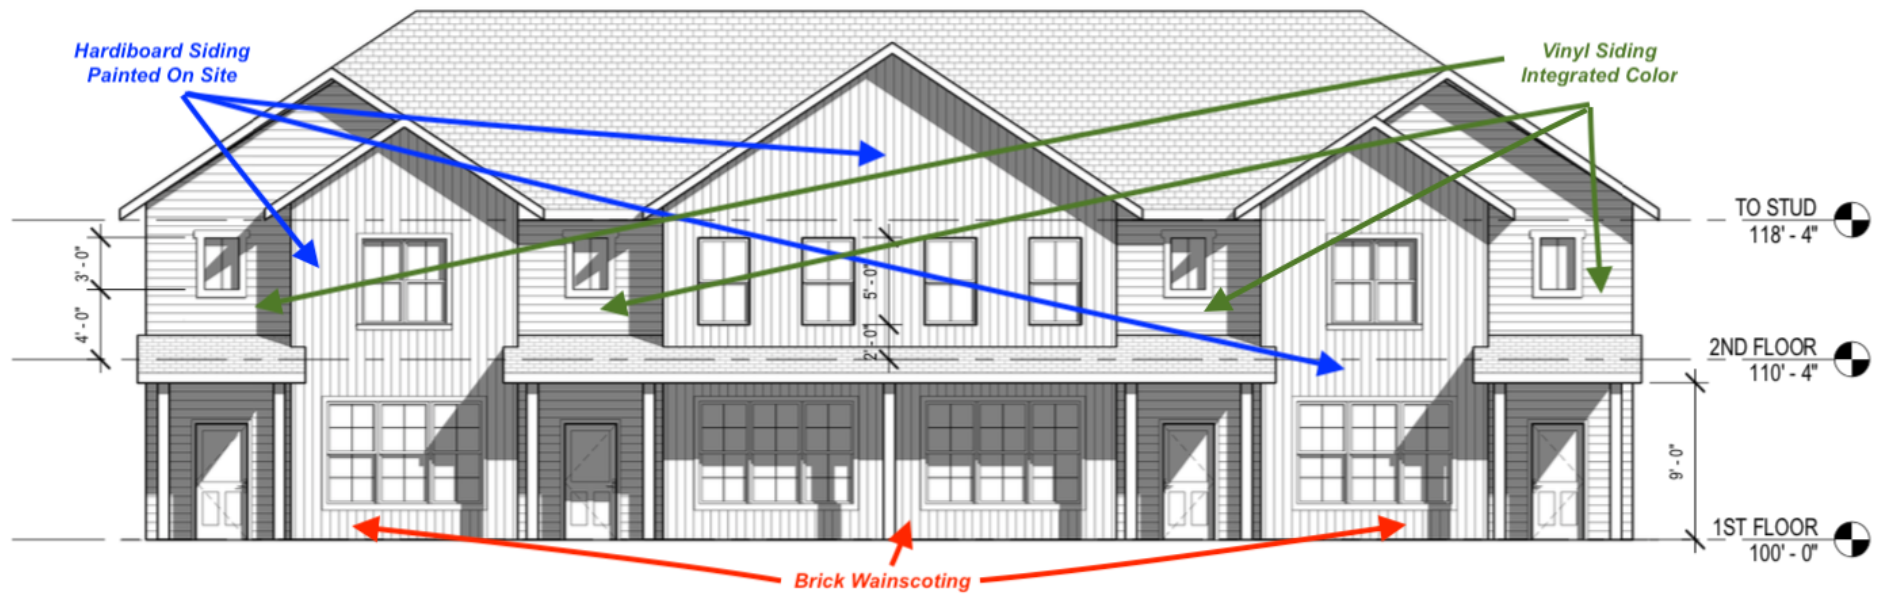 Hardiboard Siding
Painted On Site
Vinyl Siding
Integrated Color
TO STUD
118' - 4"
3' - 0"
4' - 0"
5' - 0"
2' - 0"
2ND FLOOR
110' - 4"
9' - 0"
1ST FLOOR
100' - 0"
Brick Wainscoting